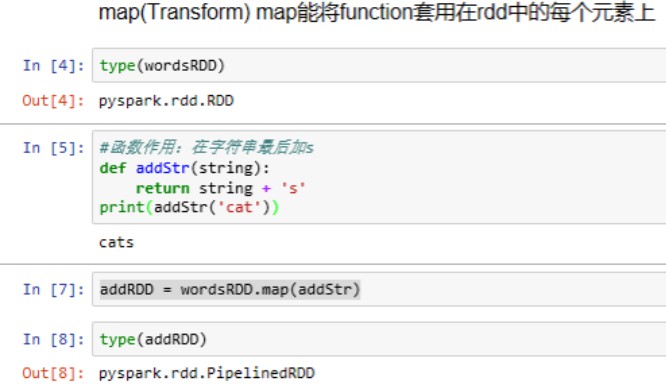 map(Transform) map能将function套用在rdd中的每个元素上
In [4]: type(wordsRDD)
Out[4]: pyspark.rdd.RDD
In [5]: #函数作用：在字符串最后加s
def addStr(string):
    return string + 's'
print(addStr('cat'))
cats
In [7]: addRDD = wordsRDD.map(addStr)
In [8]: type(addRDD)
Out[8]: pyspark.rdd.PipelinedRDD